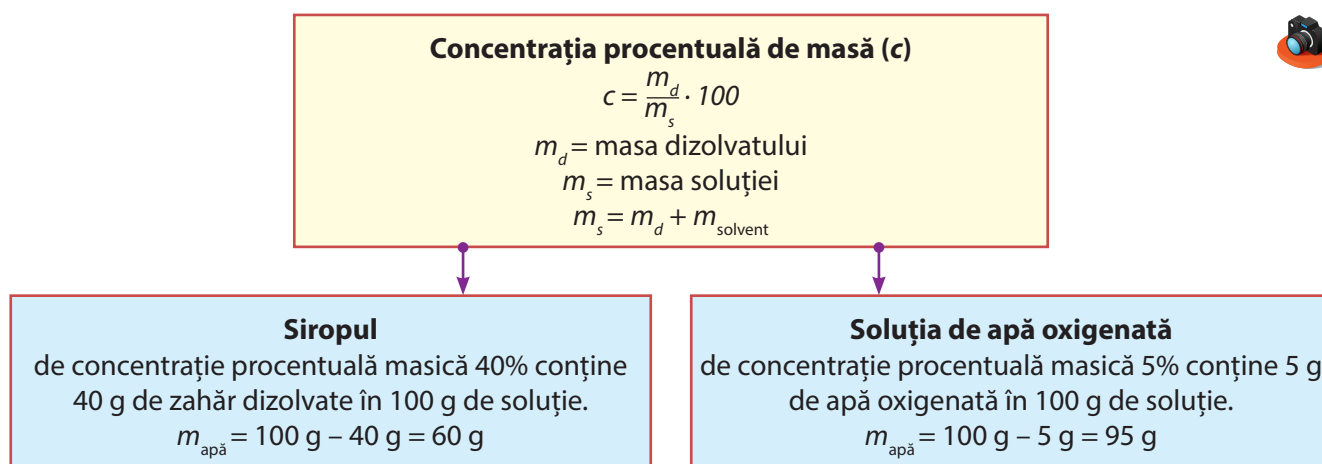 Concentrația procentuală de masă (c)
c = m_d / m_s · 100
m_d = masa dizolvatului
m_s = masa soluției
m_s = m_d + m_solvent
Siropul
de concentrație procentuală masică 40% conține
40 g de zahăr dizolvate în 100 g de soluție.
m_apă = 100 g – 40 g = 60 g
Soluția de apă oxigenată
de concentrație procentuală masică 5% conține 5 g
de apă oxigenată în 100 g de soluție.
m_apă = 100 g – 5 g = 95 g